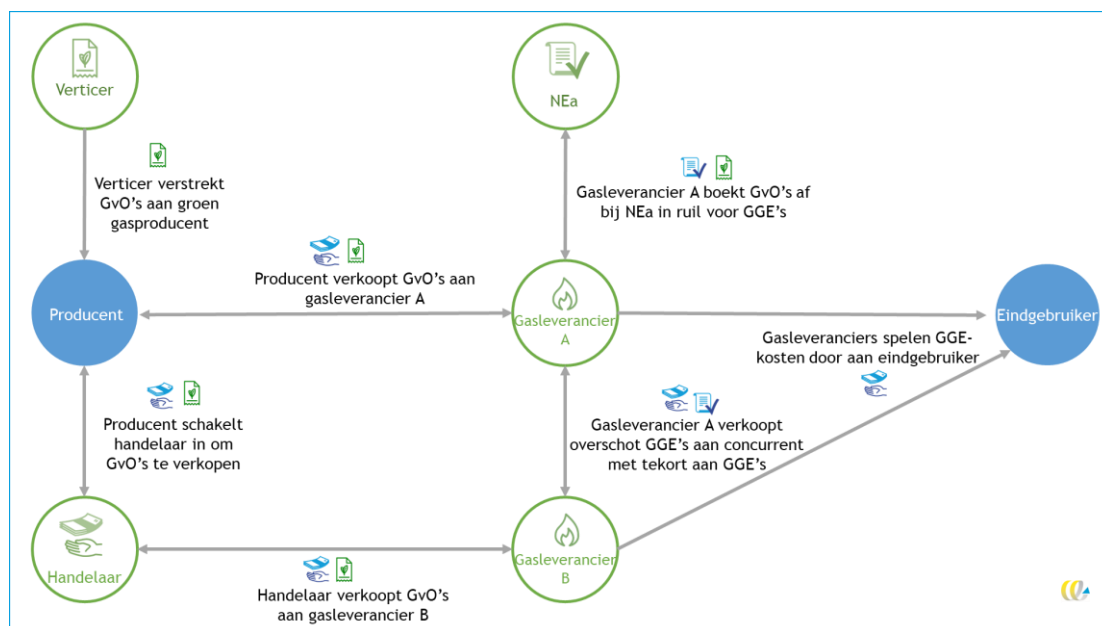 Verticer
NEa
Verticer verstrekt
GvO's aan groen
gasproducent
Gasleverancier A boekt GvO's af
bij NEa in ruil voor GGE's
Producent verkoopt GvO's aan
gasleverancier A
Producent
Gasleverancier
A
Eindgebruiker
Gasleveranciers spelen GGE-
kosten door aan eindgebruiker
Producent schakelt
handelaar in om
GvO's te verkopen
Gasleverancier A verkoopt
overschot GGE's aan concurrent
met tekort aan GGE's
Handelaar
Gasleverancier
B
Handelaar verkoopt GvO's
aan gasleverancier B